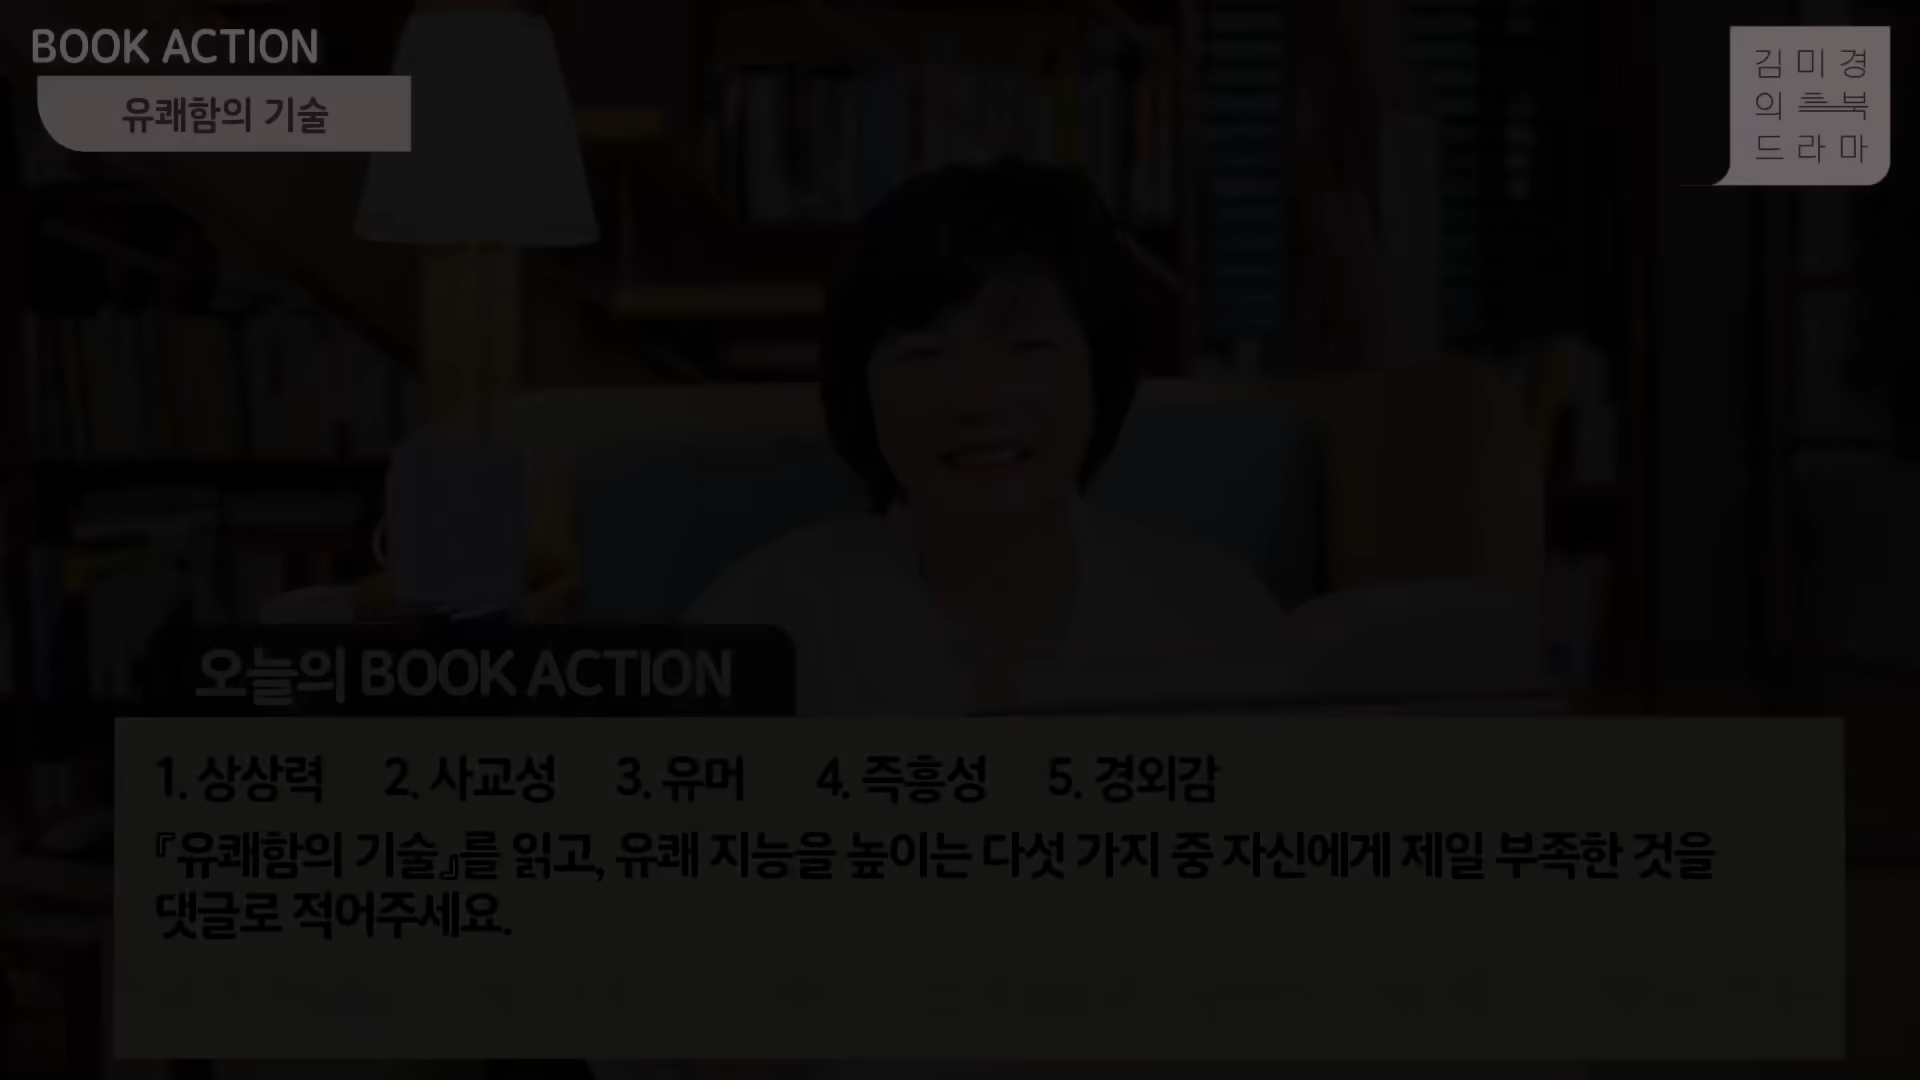 BOOK ACTION
유쾌함의 기술
김미경
의 북
드라마
오늘의 BOOK ACTION
1. 상상력 2. 사교성 3. 유머 4. 즉흥성 5. 경외감
『유쾌함의 기술』를 읽고, 유쾌 지능을 높이는 다섯 가지 중 자신에게 제일 부족한 것을
댓글로 적어주세요.